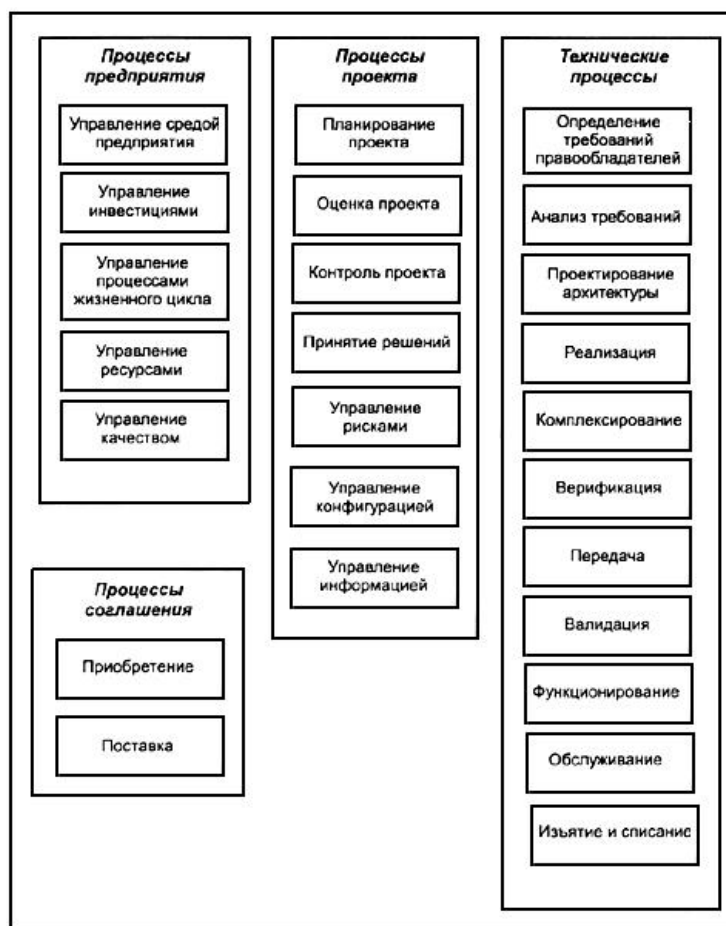 Процессы
предприятия
Управление средой
предприятия
Управление
инвестициями
Управление
процессами
жизненного цикла
Управление
ресурсами
Управление
качеством
Процессы
соглашения
Приобретение
Поставка
Процессы
проекта
Планирование
проекта
Оценка проекта
Контроль проекта
Принятие решений
Управление
рисками
Управление
конфигурацией
Управление
информацией
Технические
процессы
Определение
требований
правообладателей
Анализ требований
Проектирование
архитектуры
Реализация
Комплексирование
Верификация
Передача
Валидация
Функционирование
Обслуживание
Изъятие и списание